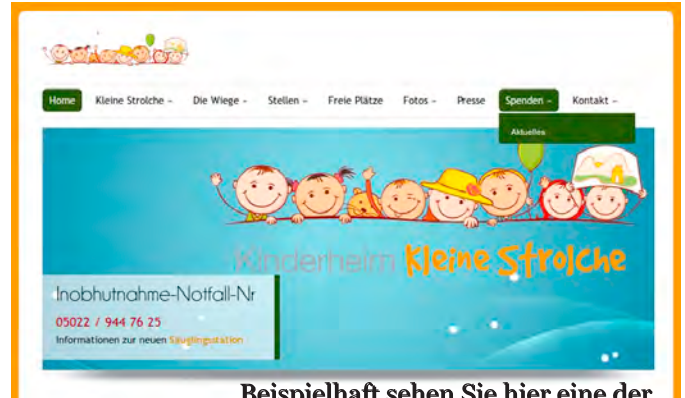 Home Kleine Strolche – Die Wiege – Stellen – Freie Plätze Fotos – Presse Spenden – Kontakt –
Aktuelles
Kinderheim Kleine Strolche
Inobhutnahme-Notfall-Nr
05022 / 944 76 25
Informationen zur neuen Säuglingsstation
Beispielhaft sehen Sie hier eine der